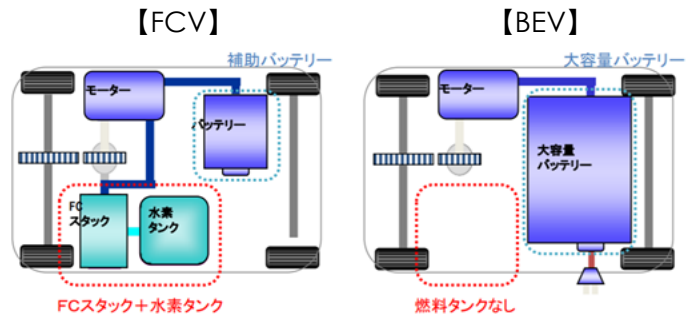 【FCV】
補助バッテリー
モーター
バッテリー
FC
スタック
水素
タンク
FCスタック＋水素タンク
【BEV】
大容量バッテリー
モーター
大容量
バッテリー
燃料タンクなし